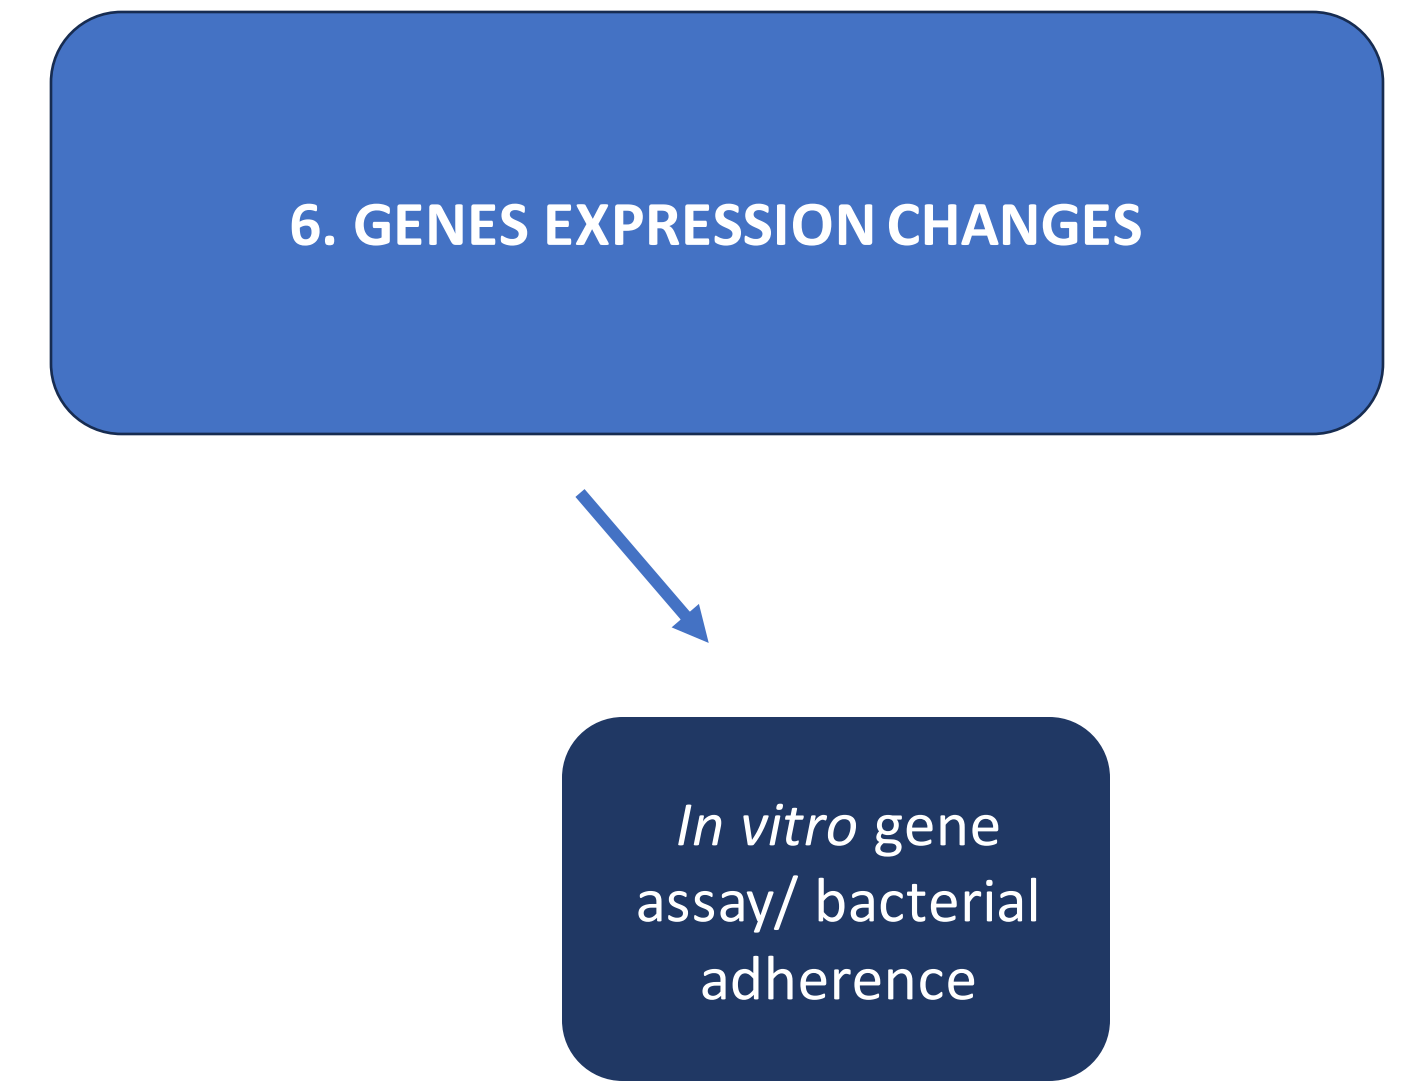 6. GENES EXPRESSION CHANGES
In vitro gene
assay/ bacterial
adherence